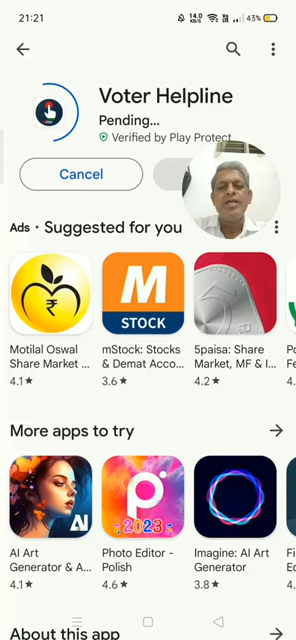 21:21
14.0 KB/S
43%
Voter Helpline
Pending...
Verified by Play Protect
Cancel
Ads • Suggested for you
M
STOCK
Motilal Oswal
Share Market ...
4.1★
mStock: Stocks
& Demat Acco...
3.6★
5paisa: Share
Market, MF & I...
4.2★
More apps to try
AI
2023
AI Art
Generator & A...
4.1★
Photo Editor -
Polish
4.6★
Imagine: AI Art
Generator
3.8★
About this app